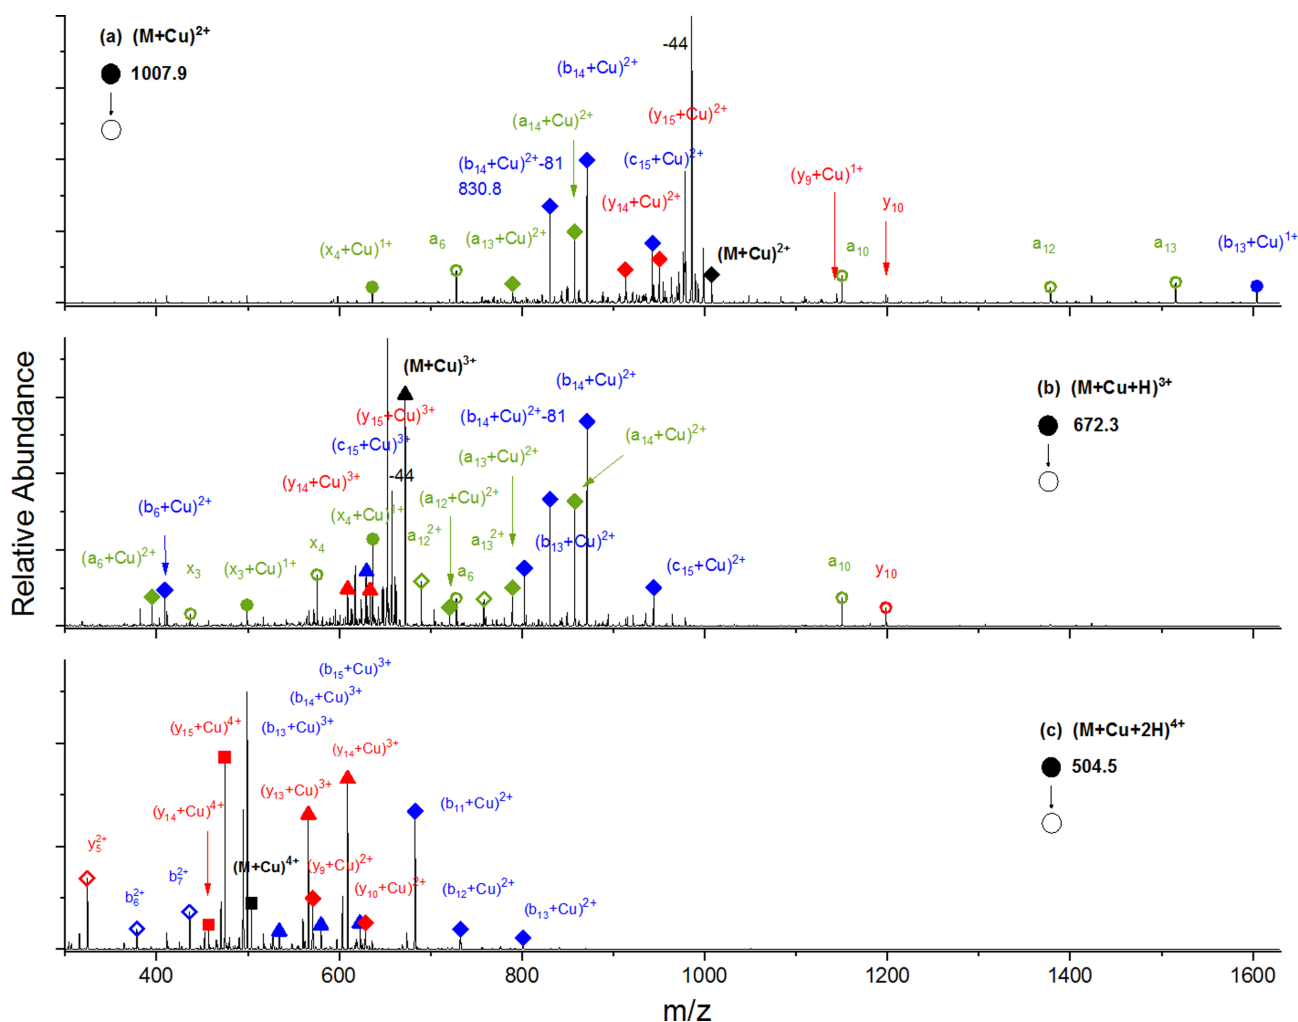 (a) (M+Cu)²⁺
1007.9
-44
(b₁₄+Cu)²⁺
(a₁₄+Cu)²⁺
(y₁₅+Cu)²⁺
(b₁₄+Cu)²⁺-81
830.8
(c₁₅+Cu)²⁺
(y₁₄+Cu)²⁺
(y₉+Cu)¹⁺
y₁₀
(x₄+Cu)¹⁺
a₆
(a₁₃+Cu)²⁺
(M+Cu)²⁺
a₁₀
a₁₂
a₁₃
(b₁₃+Cu)¹⁺
400
600
800
1000
1200
1400
1600
Relative Abundance
(b) (M+Cu+H)³⁺
672.3
(M+Cu)³⁺
(b₁₄+Cu)²⁺
(y₁₅+Cu)³⁺
(b₁₄+Cu)²⁺-81
(c₁₅+Cu)³⁺
(a₁₄+Cu)²⁺
(a₁₃+Cu)²⁺
(y₁₄+Cu)³⁺
-44
(a₁₂+Cu)²⁺
(b₆+Cu)²⁺
(x₄+Cu)¹⁺
a₁₂²⁺
a₁₃²⁺
(b₁₃+Cu)²⁺
(a₆+Cu)²⁺
x₃
(x₃+Cu)¹⁺
x₄
a₆
(c₁₅+Cu)²⁺
a₁₀
y₁₀
(c) (M+Cu+2H)⁴⁺
504.5
(b₁₅+Cu)³⁺
(b₁₄+Cu)³⁺
(b₁₃+Cu)³⁺
(y₁₅+Cu)⁴⁺
(y₁₄+Cu)³⁺
(y₁₃+Cu)³⁺
(y₁₄+Cu)⁴⁺
(b₁₁+Cu)²⁺
y₅²⁺
b₆²⁺
b₇²⁺
(M+Cu)⁴⁺
(y₉+Cu)²⁺
(y₁₀+Cu)²⁺
(b₁₂+Cu)²⁺
(b₁₃+Cu)²⁺
400
600
800
1000
1200
1400
1600
m/z